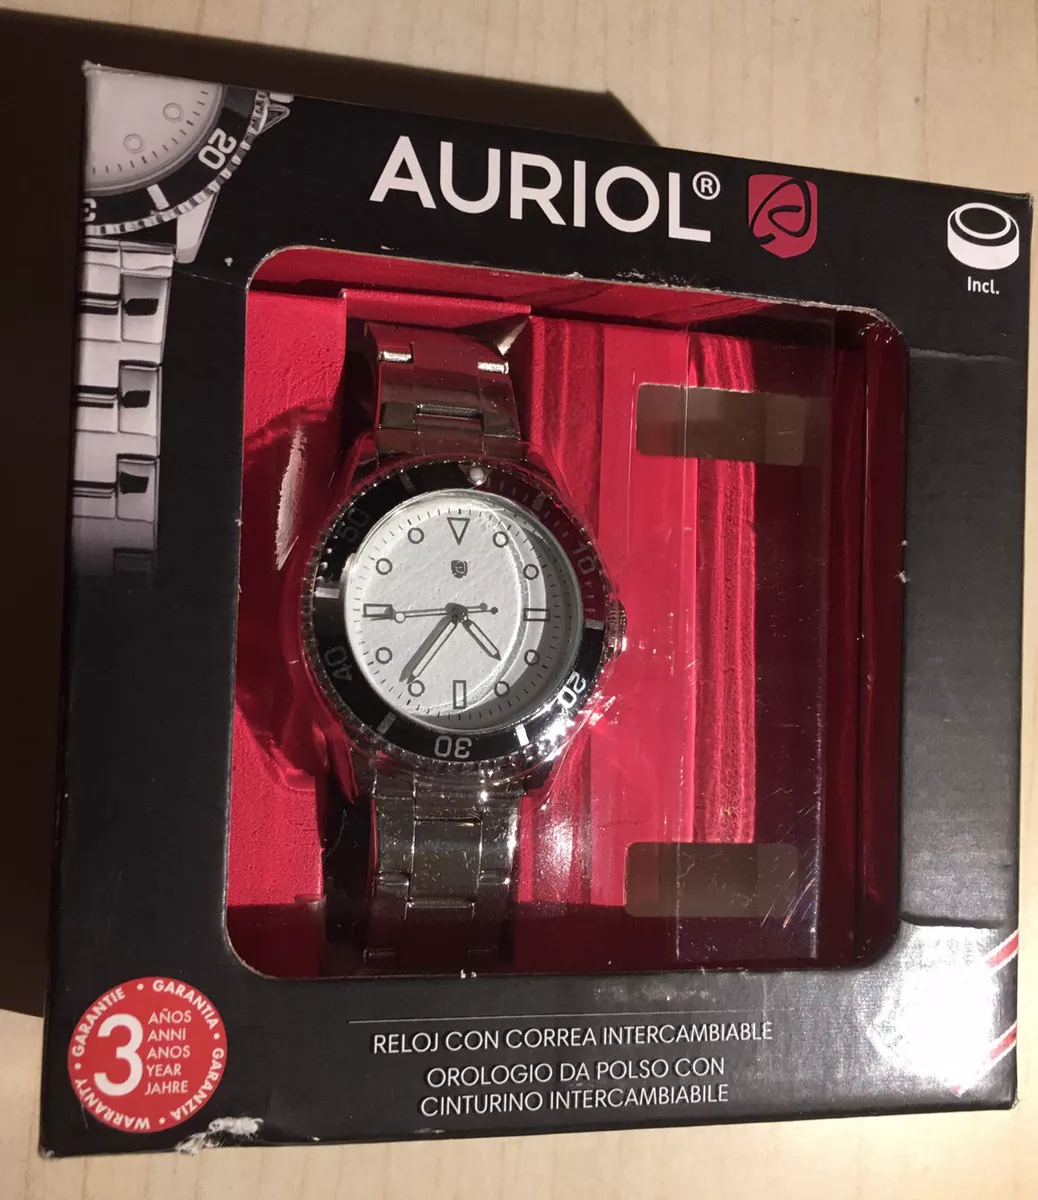 20
AURIOL®
Incl.
50
10
40
20
30
GARANTIE • GARANTÍA • GARANZIA • WARRANTY •
3
AÑOS
ANNI
ANOS
YEAR
JAHRE
RELOJ CON CORREA INTERCAMBIABLE
OROLOGIO DA POLSO CON
CINTURINO INTERCAMBIABILE